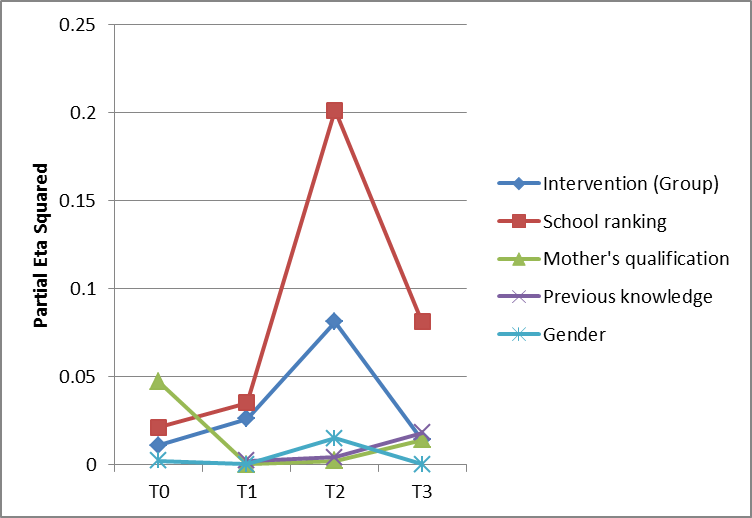 0.25
0.2
0.15
0.1
0.05
0
Partial Eta Squared
T0 T1 T2 T3
Intervention (Group)
School ranking
Mother's qualification
Previous knowledge
Gender